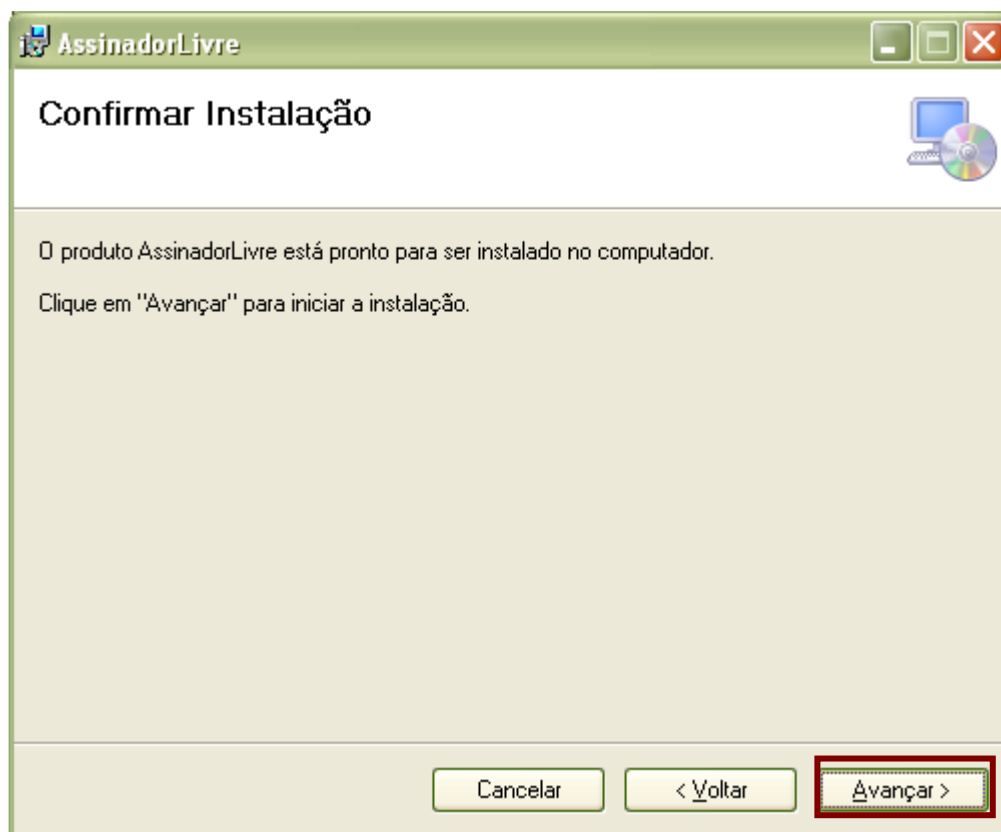 AssinadorLivre
Confirmar Instalação
O produto AssinadorLivre está pronto para ser instalado no computador.
Clique em "Avançar" para iniciar a instalação.
Cancelar
< Voltar
Avançar >